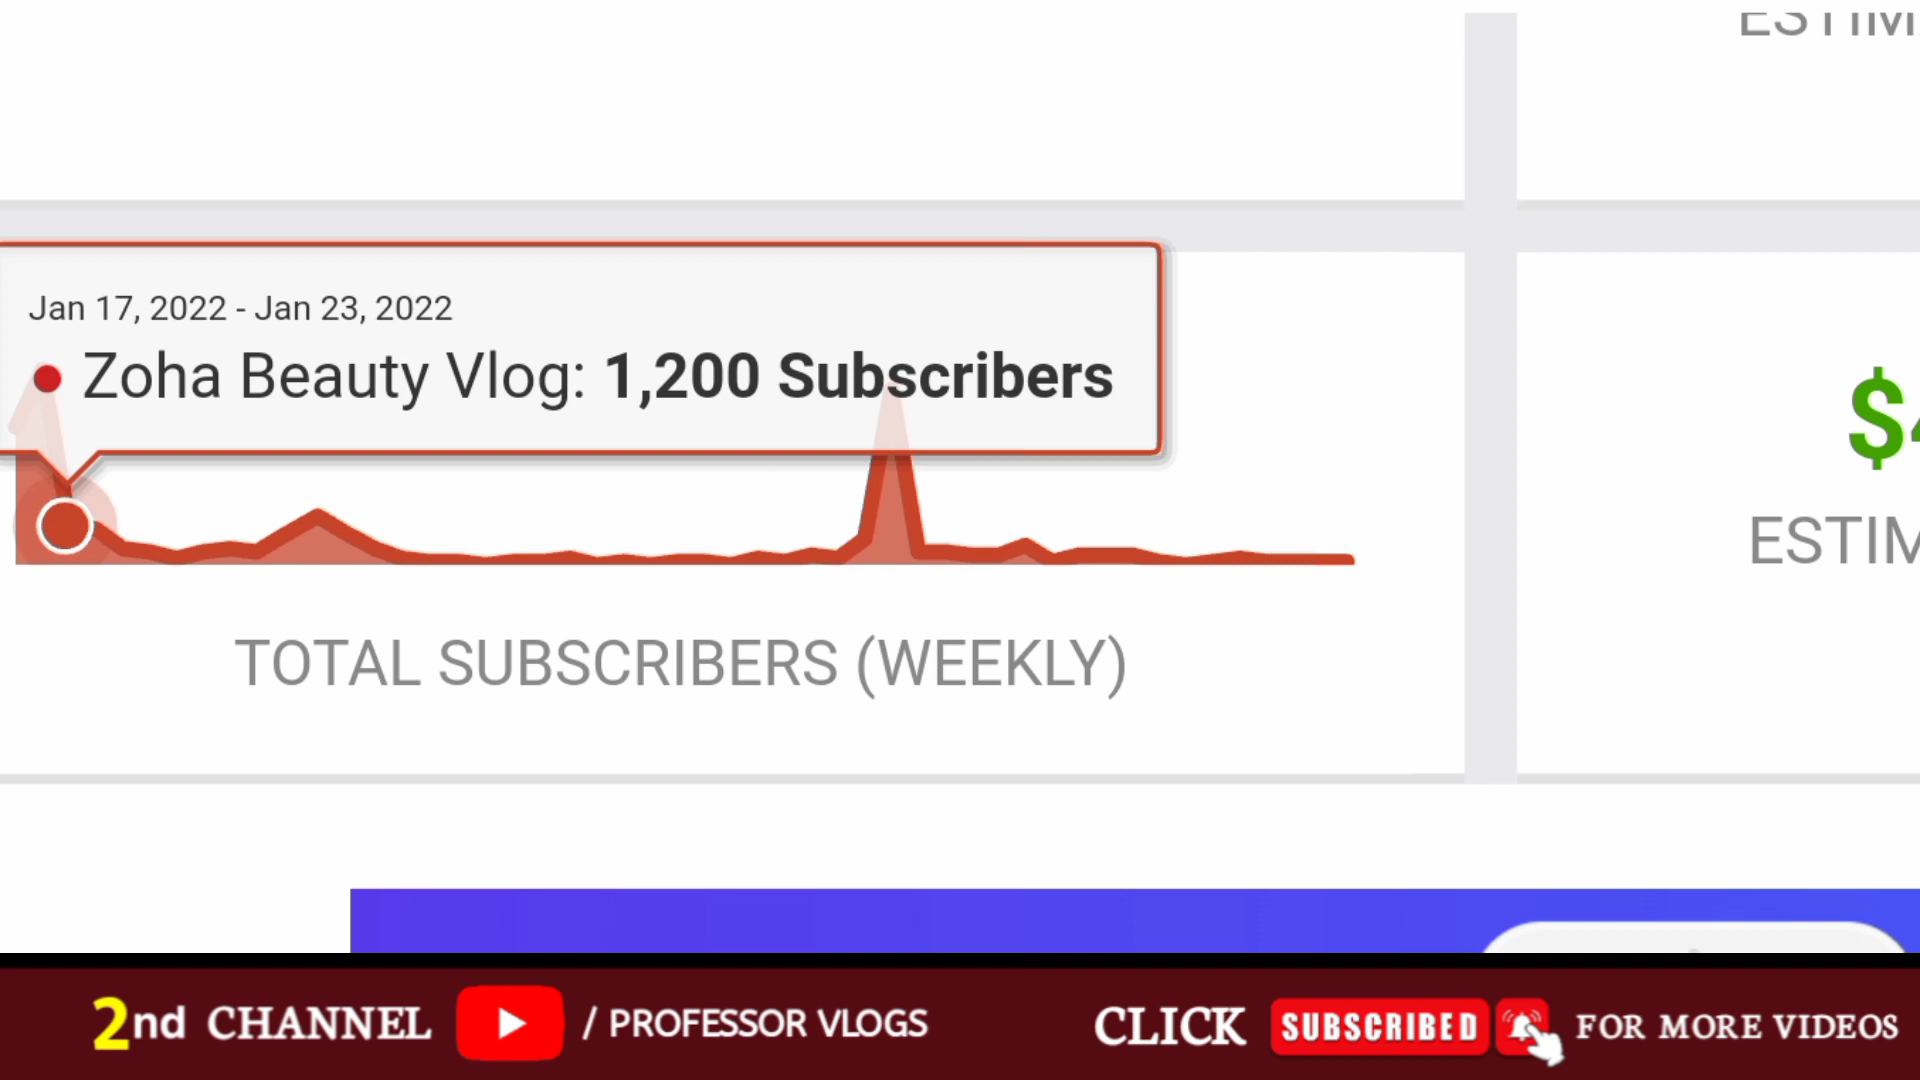 Jan 17, 2022 - Jan 23, 2022
Zoha Beauty Vlog: 1,200 Subscribers
TOTAL SUBSCRIBERS (WEEKLY)
2nd CHANNEL / PROFESSOR VLOGS CLICK SUBSCRIBED FOR MORE VIDEOS